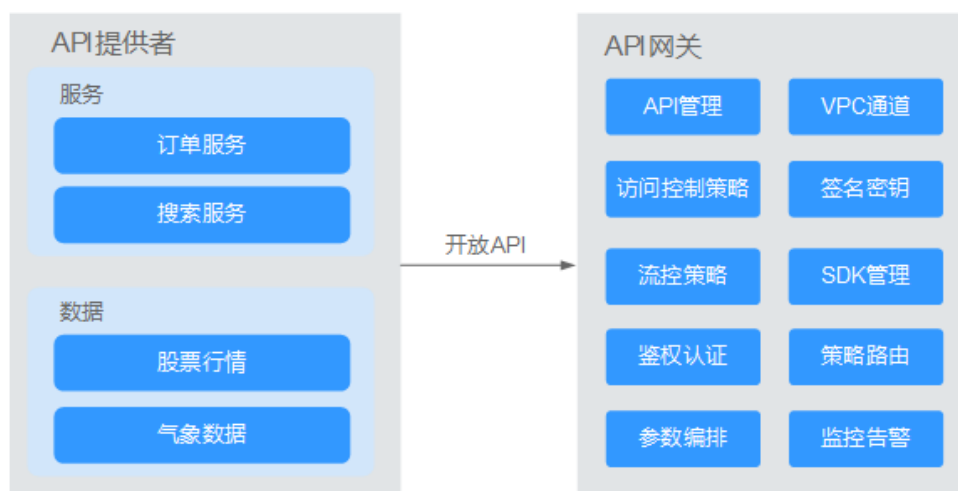 API提供者
服务
订单服务
搜索服务
数据
股票行情
气象数据
开放API
API网关
API管理
VPC通道
访问控制策略
签名密钥
流控策略
SDK管理
鉴权认证
策略路由
参数编排
监控告警